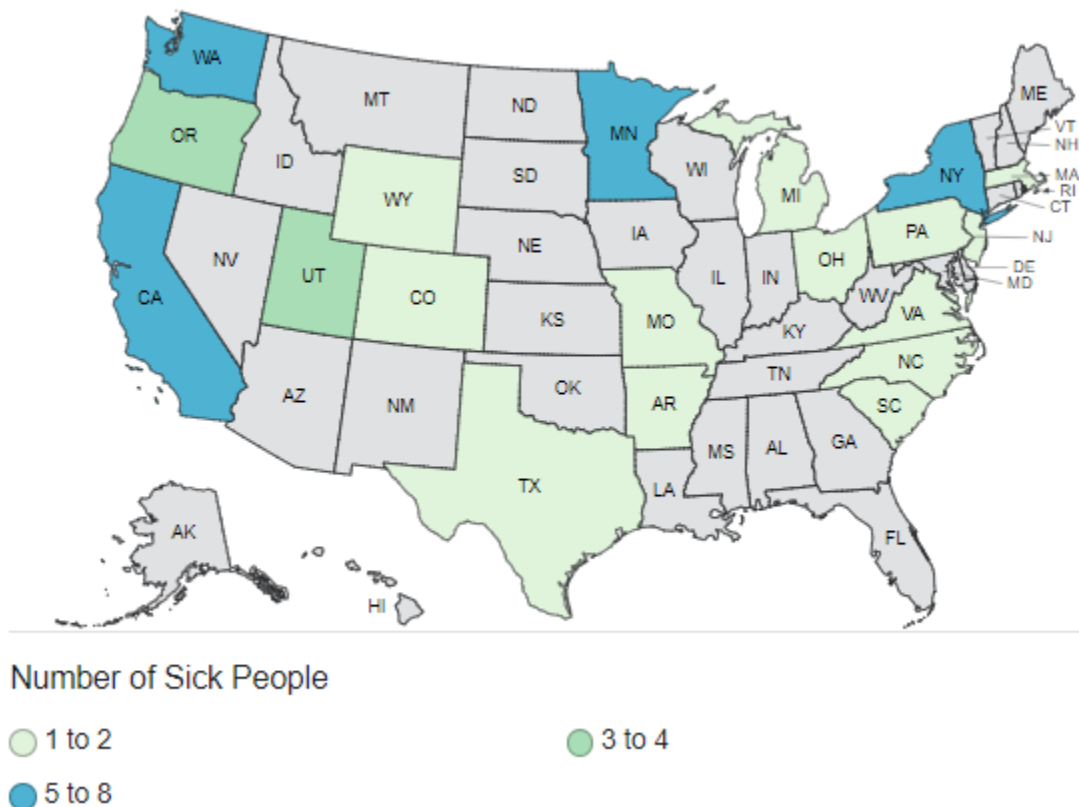 WA
MT
ND
ME
OR
MN
VT
NH
ID
WI
SD
NY
MA
WY
MI
RI
CT
IA
PA
NE
NJ
NV
OH
UT
IL
IN
DE
CO
MD
CA
WV
VA
KS
MO
KY
NC
TN
OK
AZ
AR
SC
NM
GA
MS
AL
TX
LA
AK
FL
HI
Number of Sick People
1 to 2
3 to 4
5 to 8